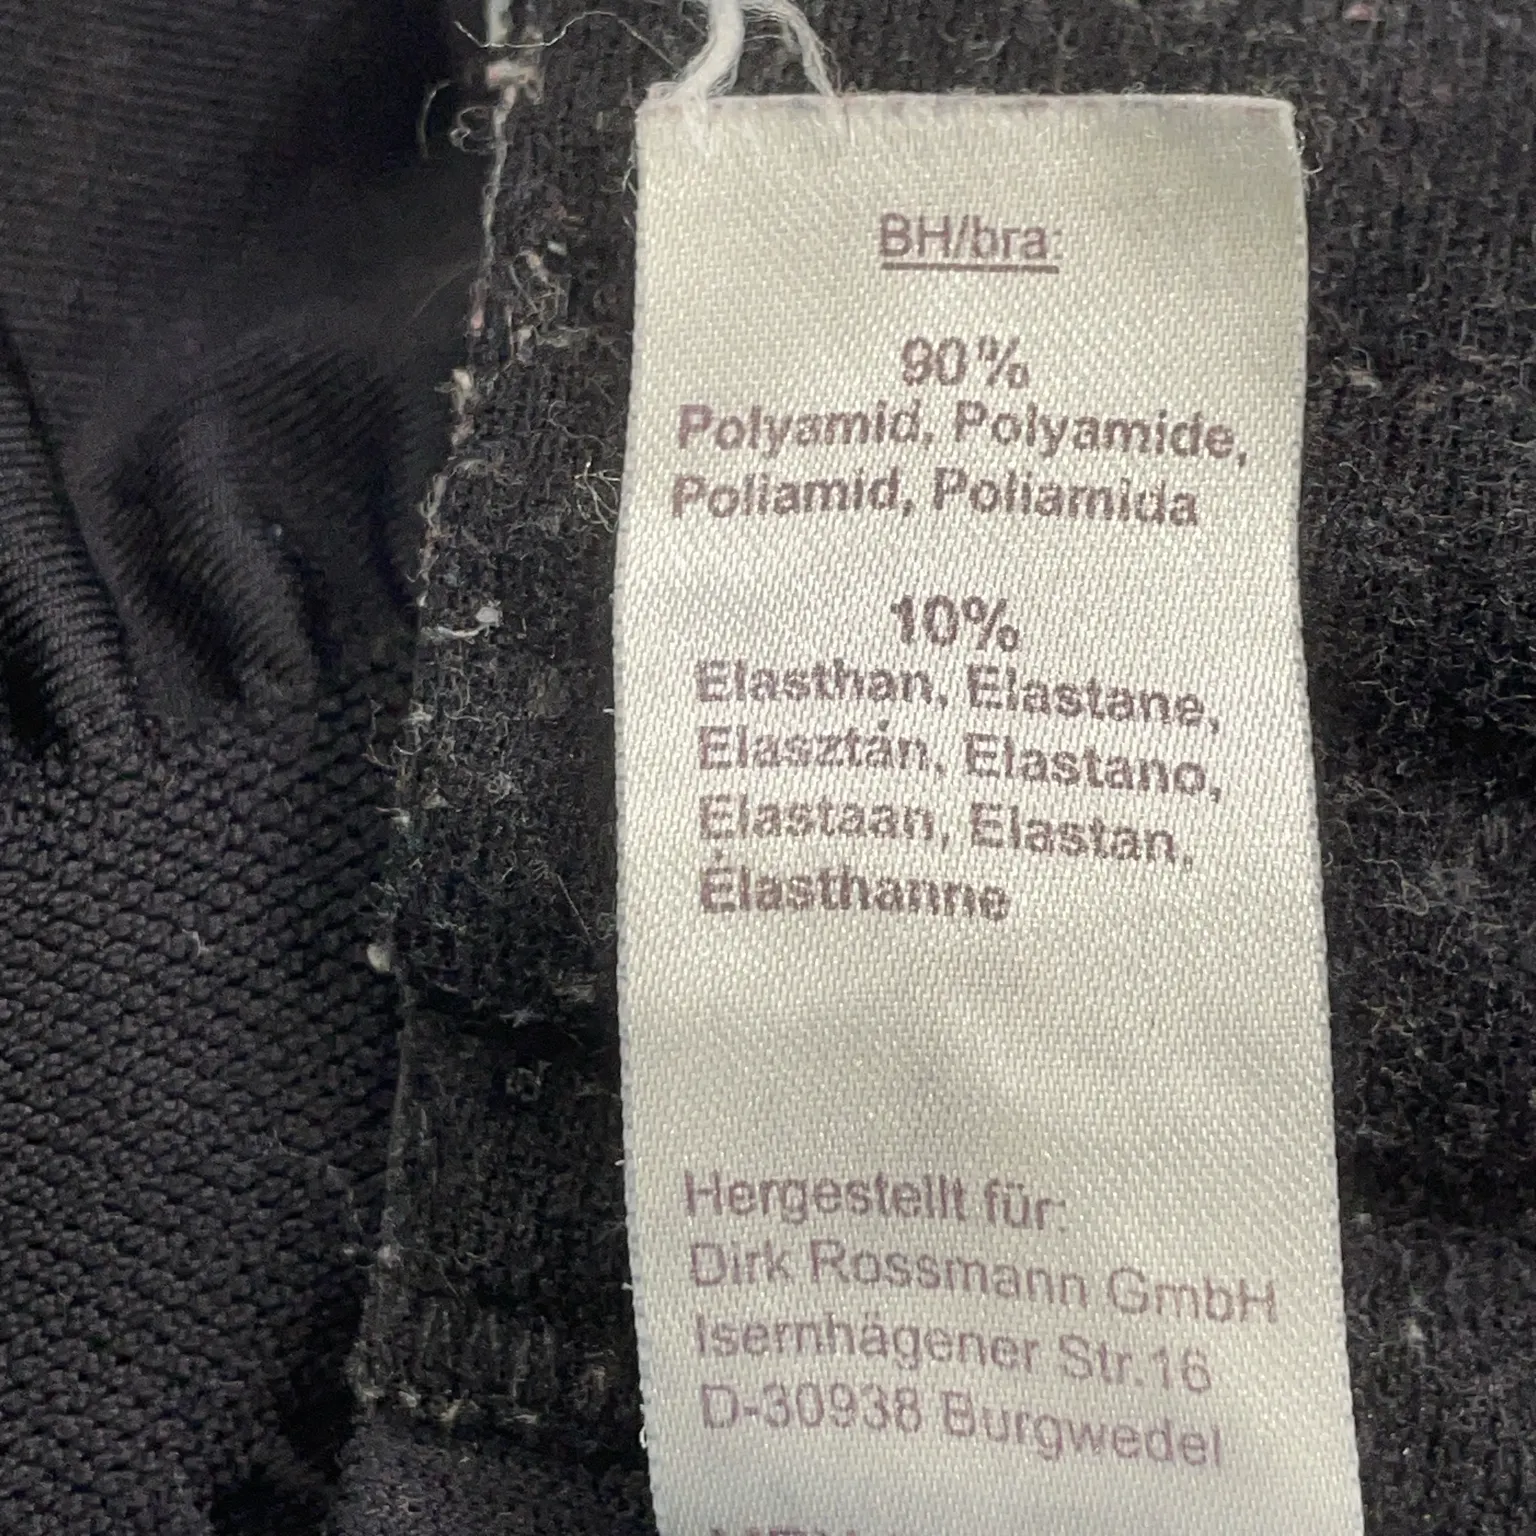 BH/bra:
90%
Polyamid, Polyamide,
Poliamid, Poliamida
10%
Elasthan, Elastane,
Elasztán, Elastano,
Elastaan, Elastan,
Élasthanne
Hergestellt für:
Dirk Rossmann GmbH
Isernhägener Str.16
D-30938 Burgwedel